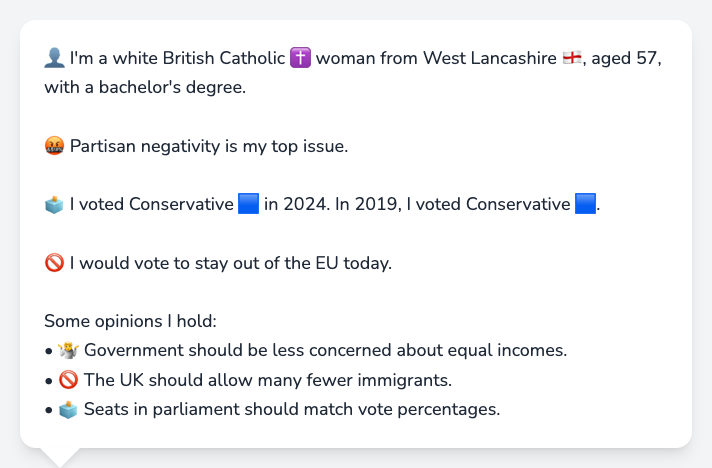 👤 I'm a white British Catholic ✝️ woman from West Lancashire 🏴󠁧󠁢󠁥󠁮󠁧󠁿, aged 57,
with a bachelor's degree.
🤬 Partisan negativity is my top issue.
🗳️ I voted Conservative 🟦 in 2024. In 2019, I voted Conservative 🟦.
🚫 I would vote to stay out of the EU today.
Some opinions I hold:
• 🤷 Government should be less concerned about equal incomes.
• 🚫 The UK should allow many fewer immigrants.
• 🗳️ Seats in parliament should match vote percentages.